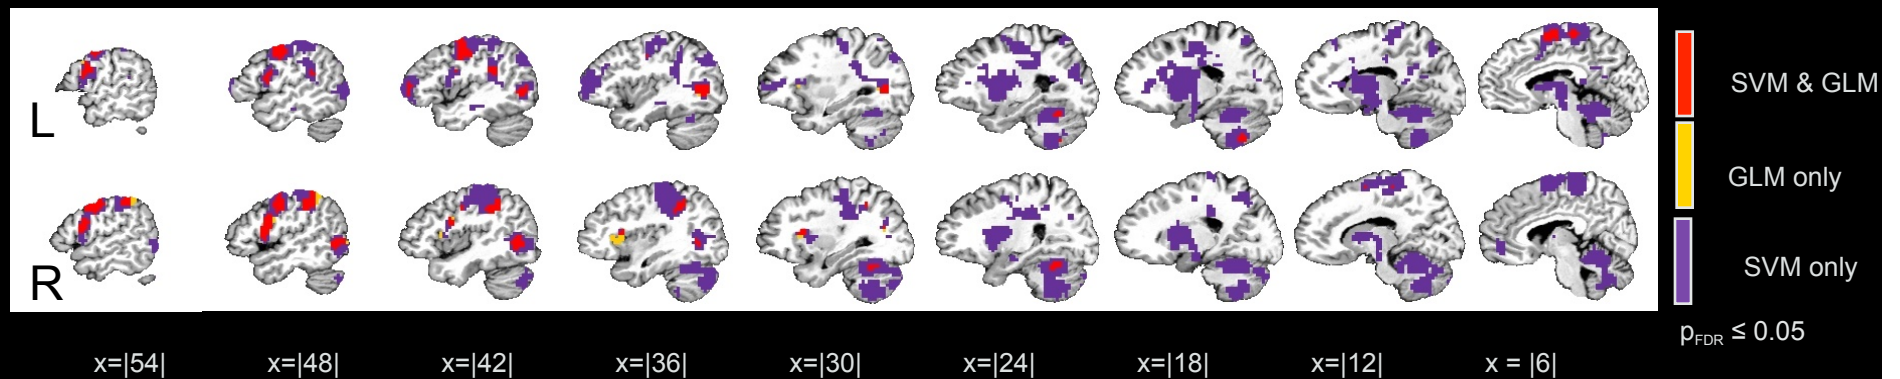 L
R
SVM & GLM
GLM only
SVM only
pFDR ≤ 0.05
x=|54| x=|48| x=|42| x=|36| x=|30| x=|24| x=|18| x=|12| x = |6|